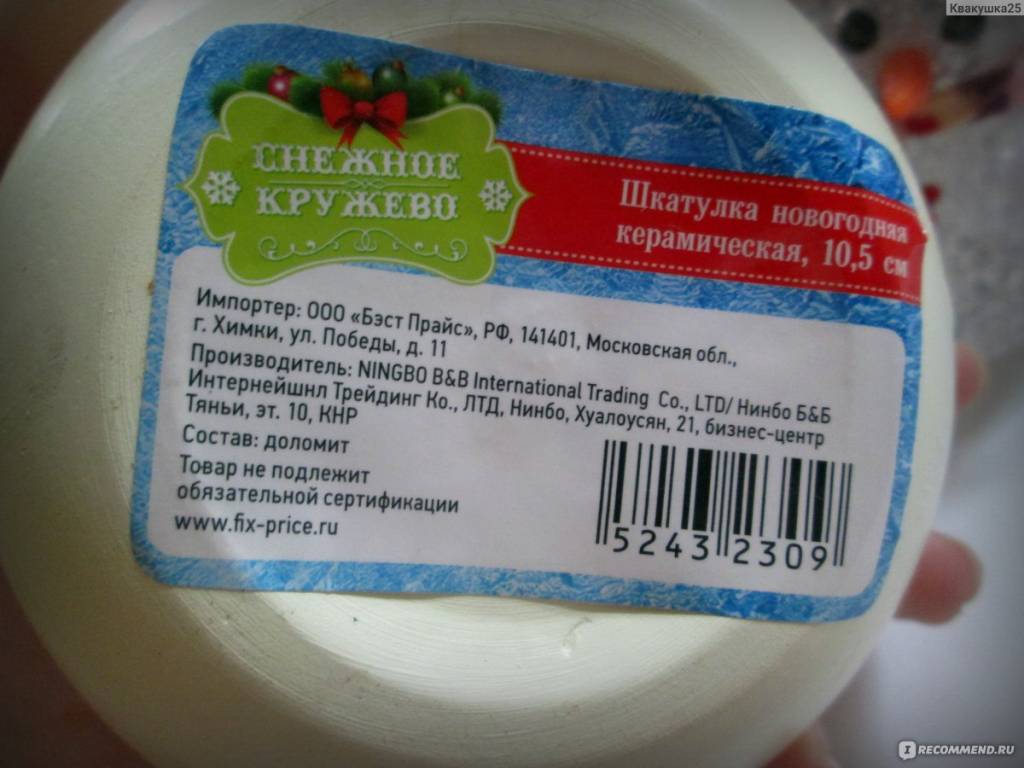 Квакушка25
СНЕЖНОЕ
КРУЖЕВО
Шкатулка новогодняя
керамическая, 10,5 см
Импортер: ООО «Бэст Прайс», РФ, 141401, Московская обл.,
г. Химки, ул. Победы, д. 11
Производитель: NINGBO B&B International Trading Co., LTD/ Нинбо Б&Б
Интернейшнл Трейдинг Ко., ЛТД, Нинбо, Хуалоусян, 21, бизнес-центр
Тяньи, эт. 10, КНР
Состав: доломит
Товар не подлежит
обязательной сертификации
www.fix-price.ru
5243 2309
IRECOMMEND.RU